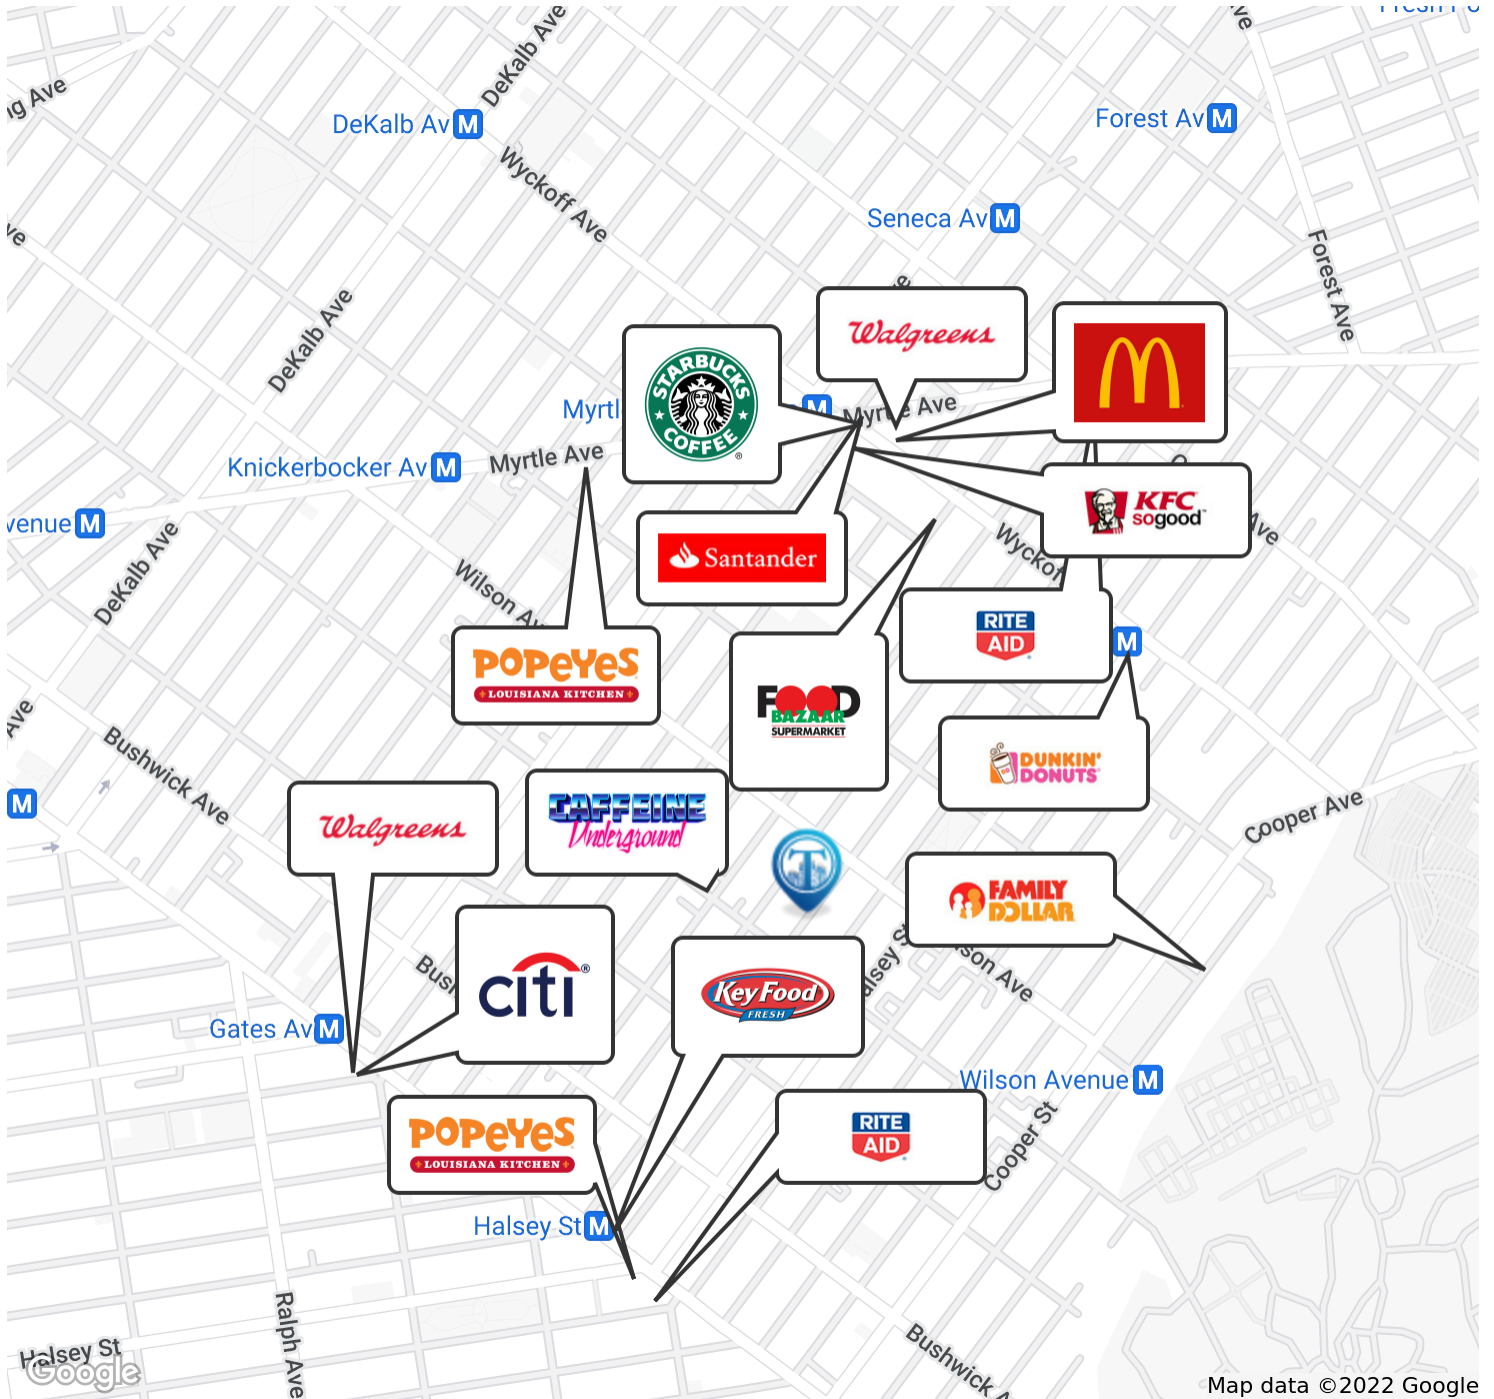 Fresh Po
DeKalb Ave
ng Ave
DeKalb Av M
Forest Av M
Wyckoff Ave
Seneca Av M
Forest Ave
DeKalb Ave
Walgreens
STARBUCKS
COFFEE
®
Myrtl
M
Myrtle Ave
Myrtle Ave
Knickerbocker Av M
KFC
so good
venue M
Ave
Wyckof
Santander
DeKalb Ave
Wilson Av
RITE
AID
M
POPEYES
LOUISIANA KITCHEN
FOOD
BAZAAR
SUPERMARKET
Ave
Bushwick Ave
DUNKIN'
DONUTS
M
Cooper Ave
Walgreens
CAFFEINE
Underground
T
FAMILY
DOLLAR
Bus
citi®
Key Food
FRESH
alsey S
son Ave
Gates Av M
Wilson Avenue M
POPEYES
LOUISIANA KITCHEN
RITE
AID
Cooper St
Halsey St M
Ralph Ave
Halsey St
Bushwick A
Google
Map data ©2022 Google